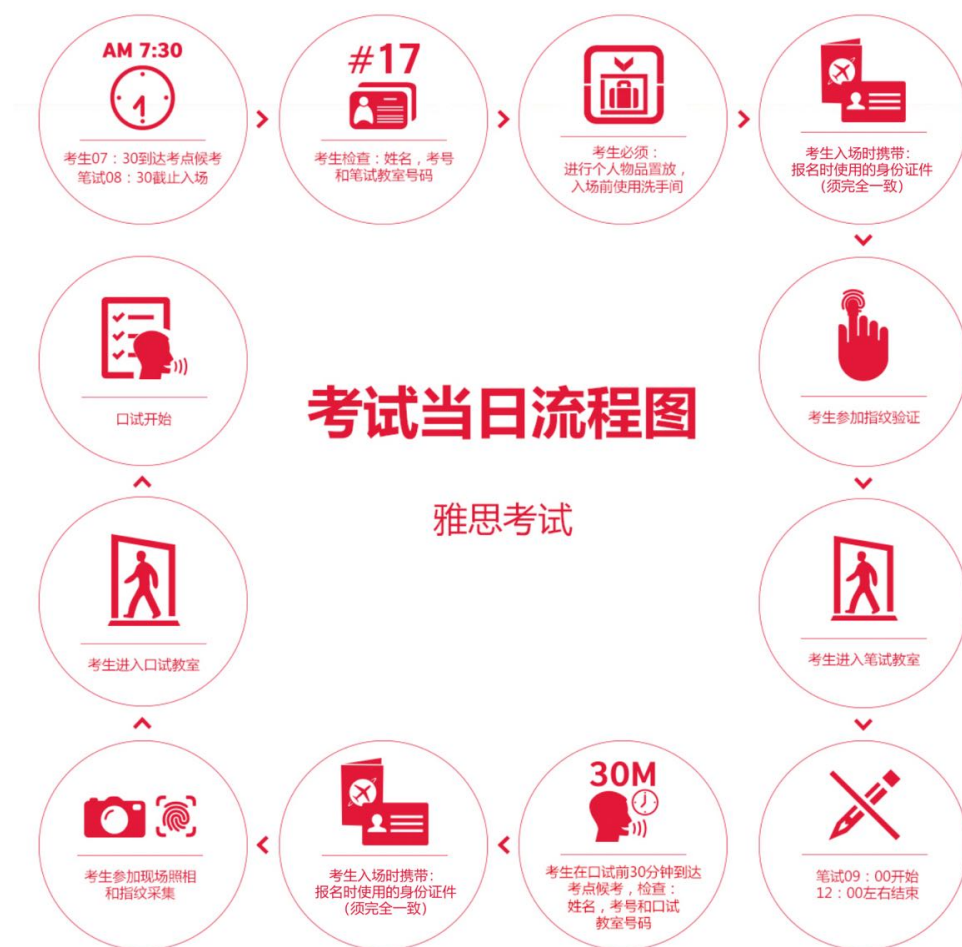 AM 7:30
考生07：30到达考点候考
笔试08：30截止入场
#17
考生检查：姓名，考号
和笔试教室号码
考生必须：
进行个人物品置放，
入场前使用洗手间
考生入场时携带：
报名时使用的身份证件
（须完全一致）
考生参加指纹验证
考生进入笔试教室
笔试09：00开始
12：00左右结束
30M
考生在口试前30分钟到达
考点候考，检查：
姓名，考号和口试
教室号码
考生入场时携带：
报名时使用的身份证件
（须完全一致）
考生参加现场照相
和指纹采集
考生进入口试教室
口试开始
考试当日流程图
雅思考试